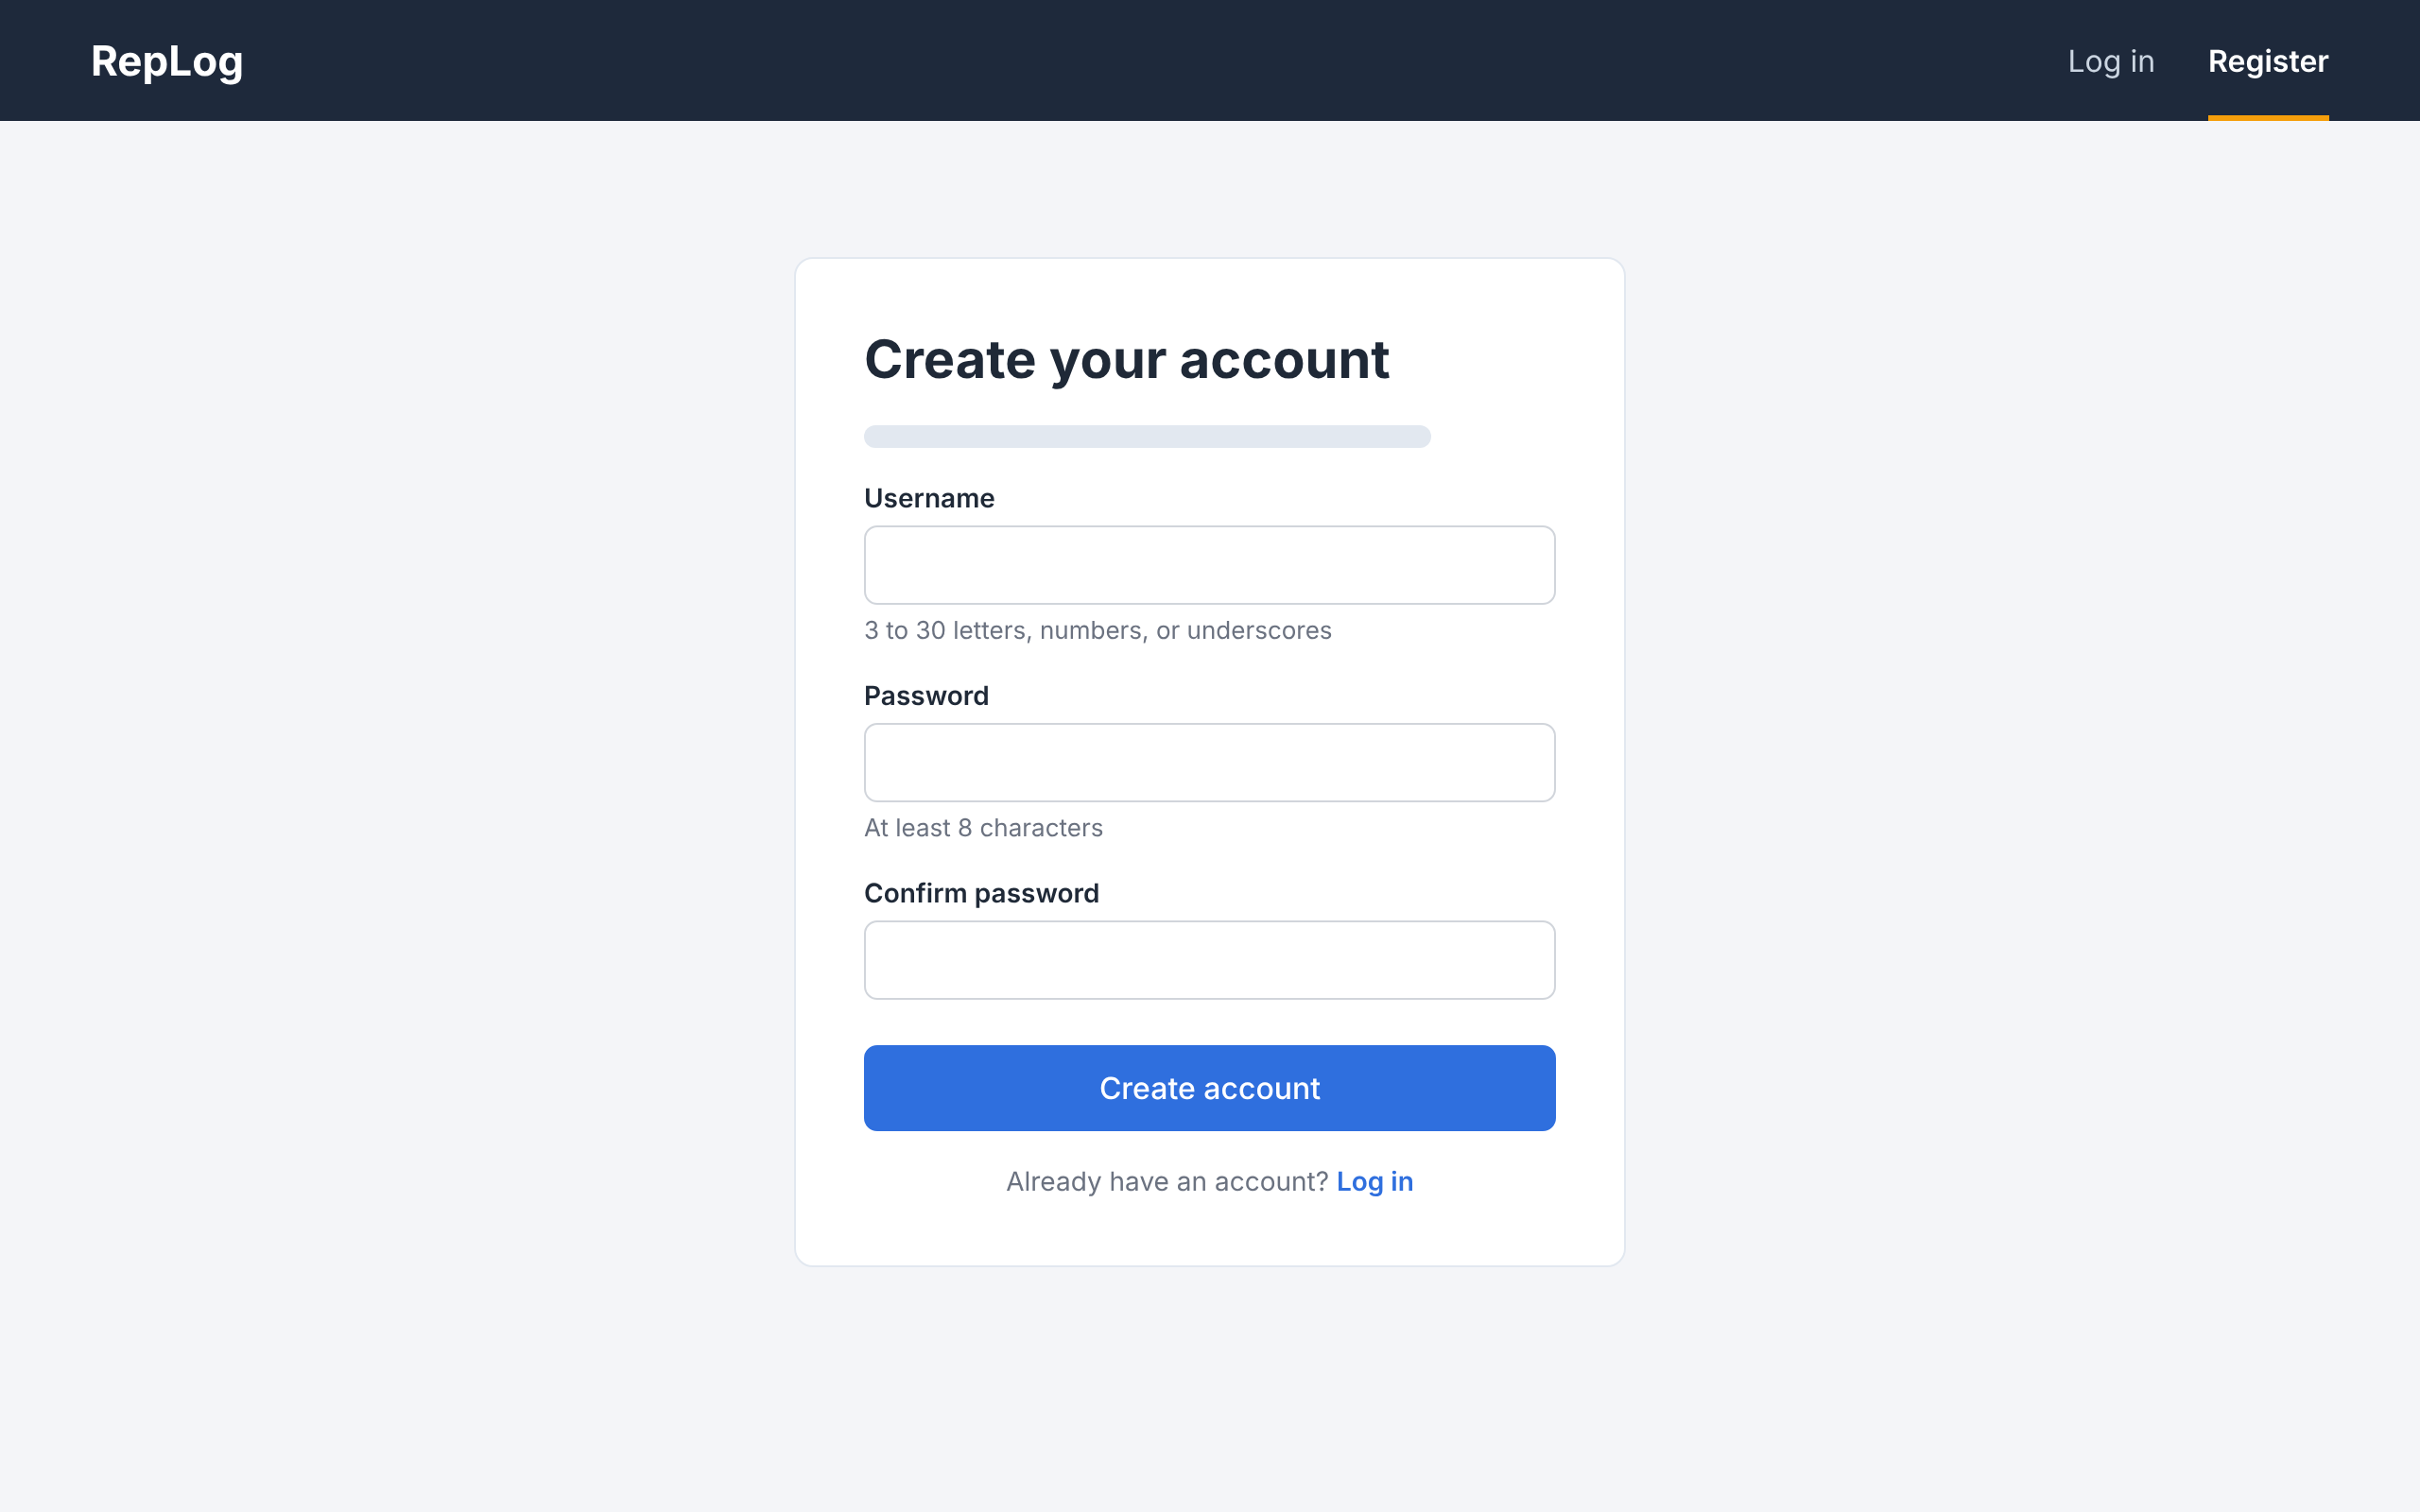 RepLog
Log in Register
Create your account
Username
3 to 30 letters, numbers, or underscores
Password
At least 8 characters
Confirm password
Create account
Already have an account? Log in